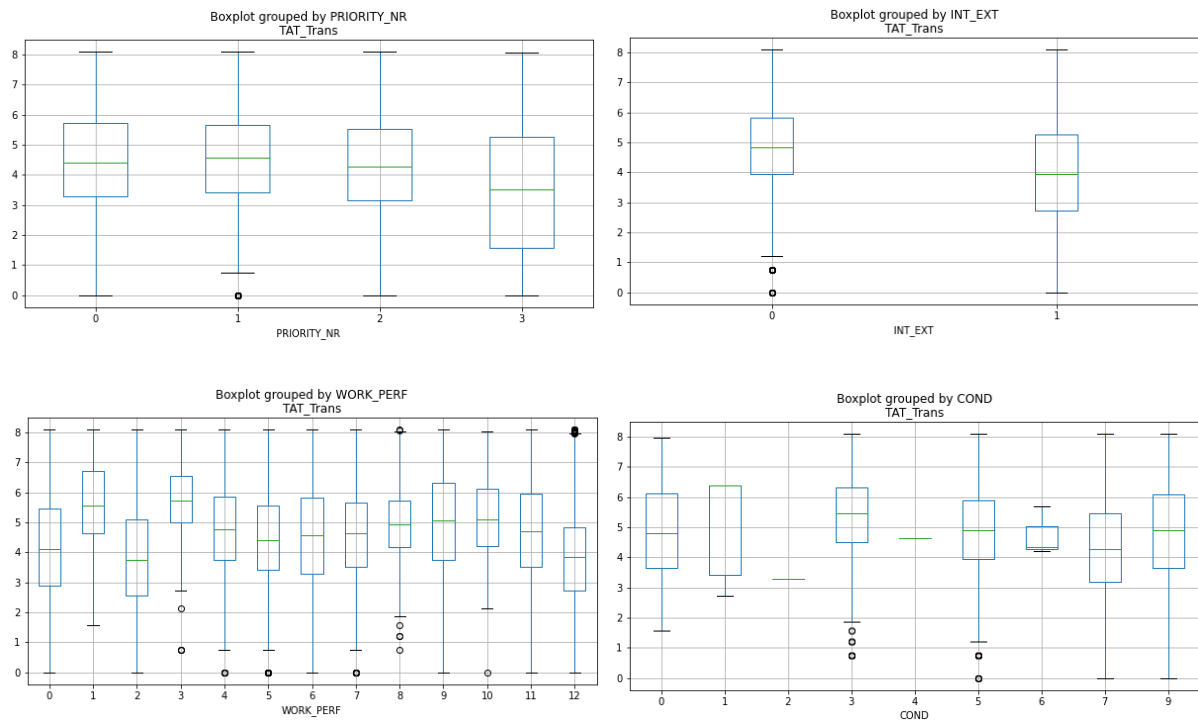 Boxplot grouped by PRIORITY_NR
TAT_Trans
8
7
6
5
4
3
2
1
0
0 1 2 3
PRIORITY_NR
Boxplot grouped by INT_EXT
TAT_Trans
8
7
6
5
4
3
2
1
0
0 1
INT_EXT
Boxplot grouped by WORK_PERF
TAT_Trans
8
7
6
5
4
3
2
1
0
0 1 2 3 4 5 6 7 8 9 10 11 12
WORK_PERF
Boxplot grouped by COND
TAT_Trans
8
7
6
5
4
3
2
1
0
0 1 2 3 4 5 6 7 9
COND